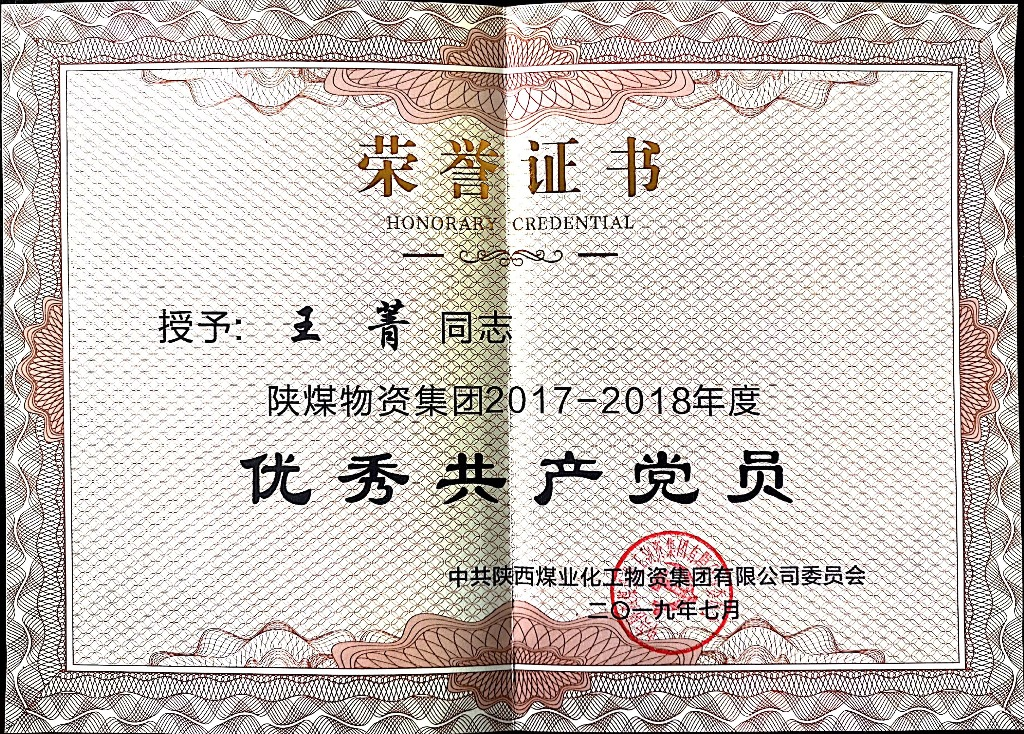 荣誉证书
HONORARY CREDENTIAL
授予: 王 菁 同志
陕煤物资集团2017-2018年度
优秀共产党员
中共陕西煤业化工物资集团有限公司委员会
二〇一九年七月